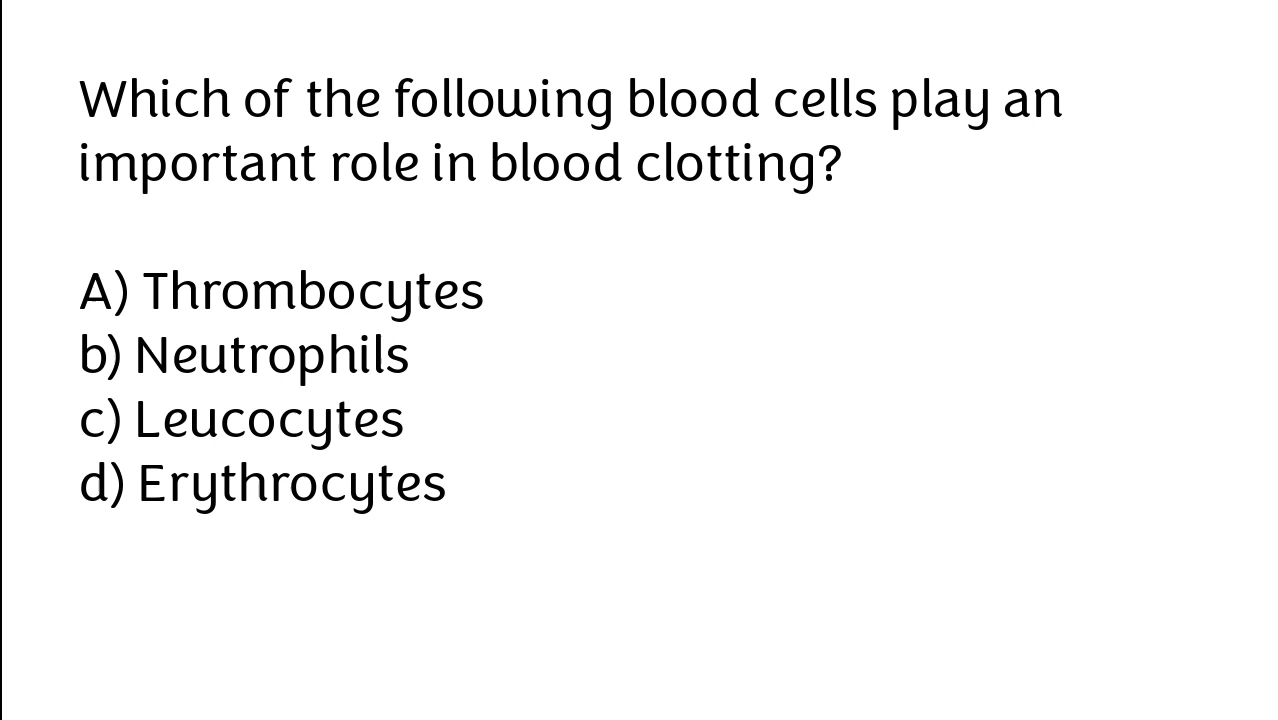 Which of the following blood cells play an
important role in blood clotting?
A) Thrombocytes
b) Neutrophils
c) Leucocytes
d) Erythrocytes